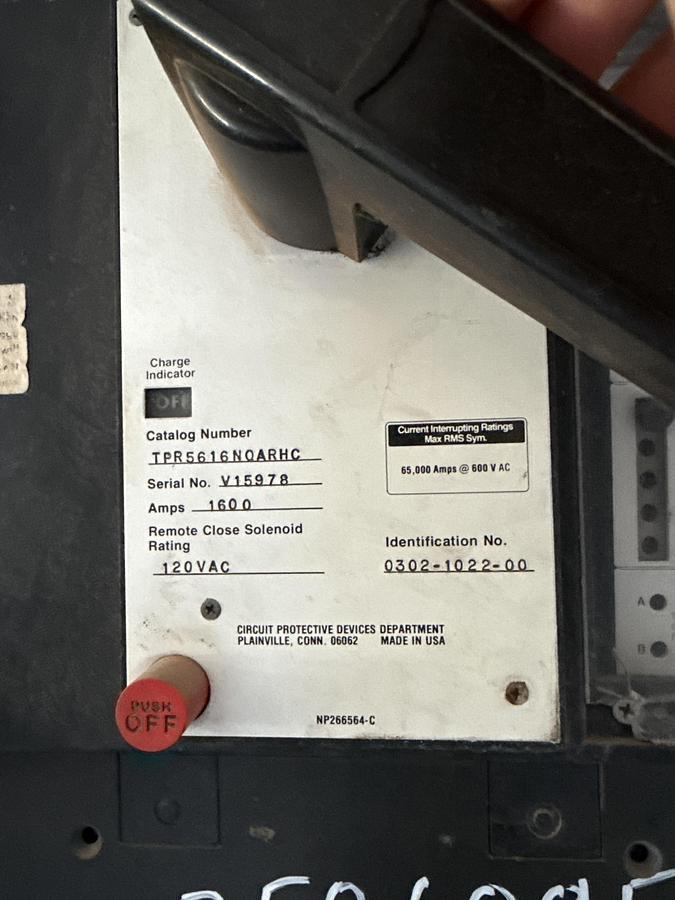 Charge
Indicator
OFF
Catalog Number
TPR5616NQARHC
Serial No. V15978
Amps 1600
Remote Close Solenoid
Rating
120VAC
Current Interrupting Ratings
Max RMS Sym.
65,000 Amps @ 600 V AC
Identification No.
0302-1022-00
CIRCUIT PROTECTIVE DEVICES DEPARTMENT
PLAINVILLE, CONN. 06062 MADE IN USA
PUSH
OFF
NP266564-C
A
B